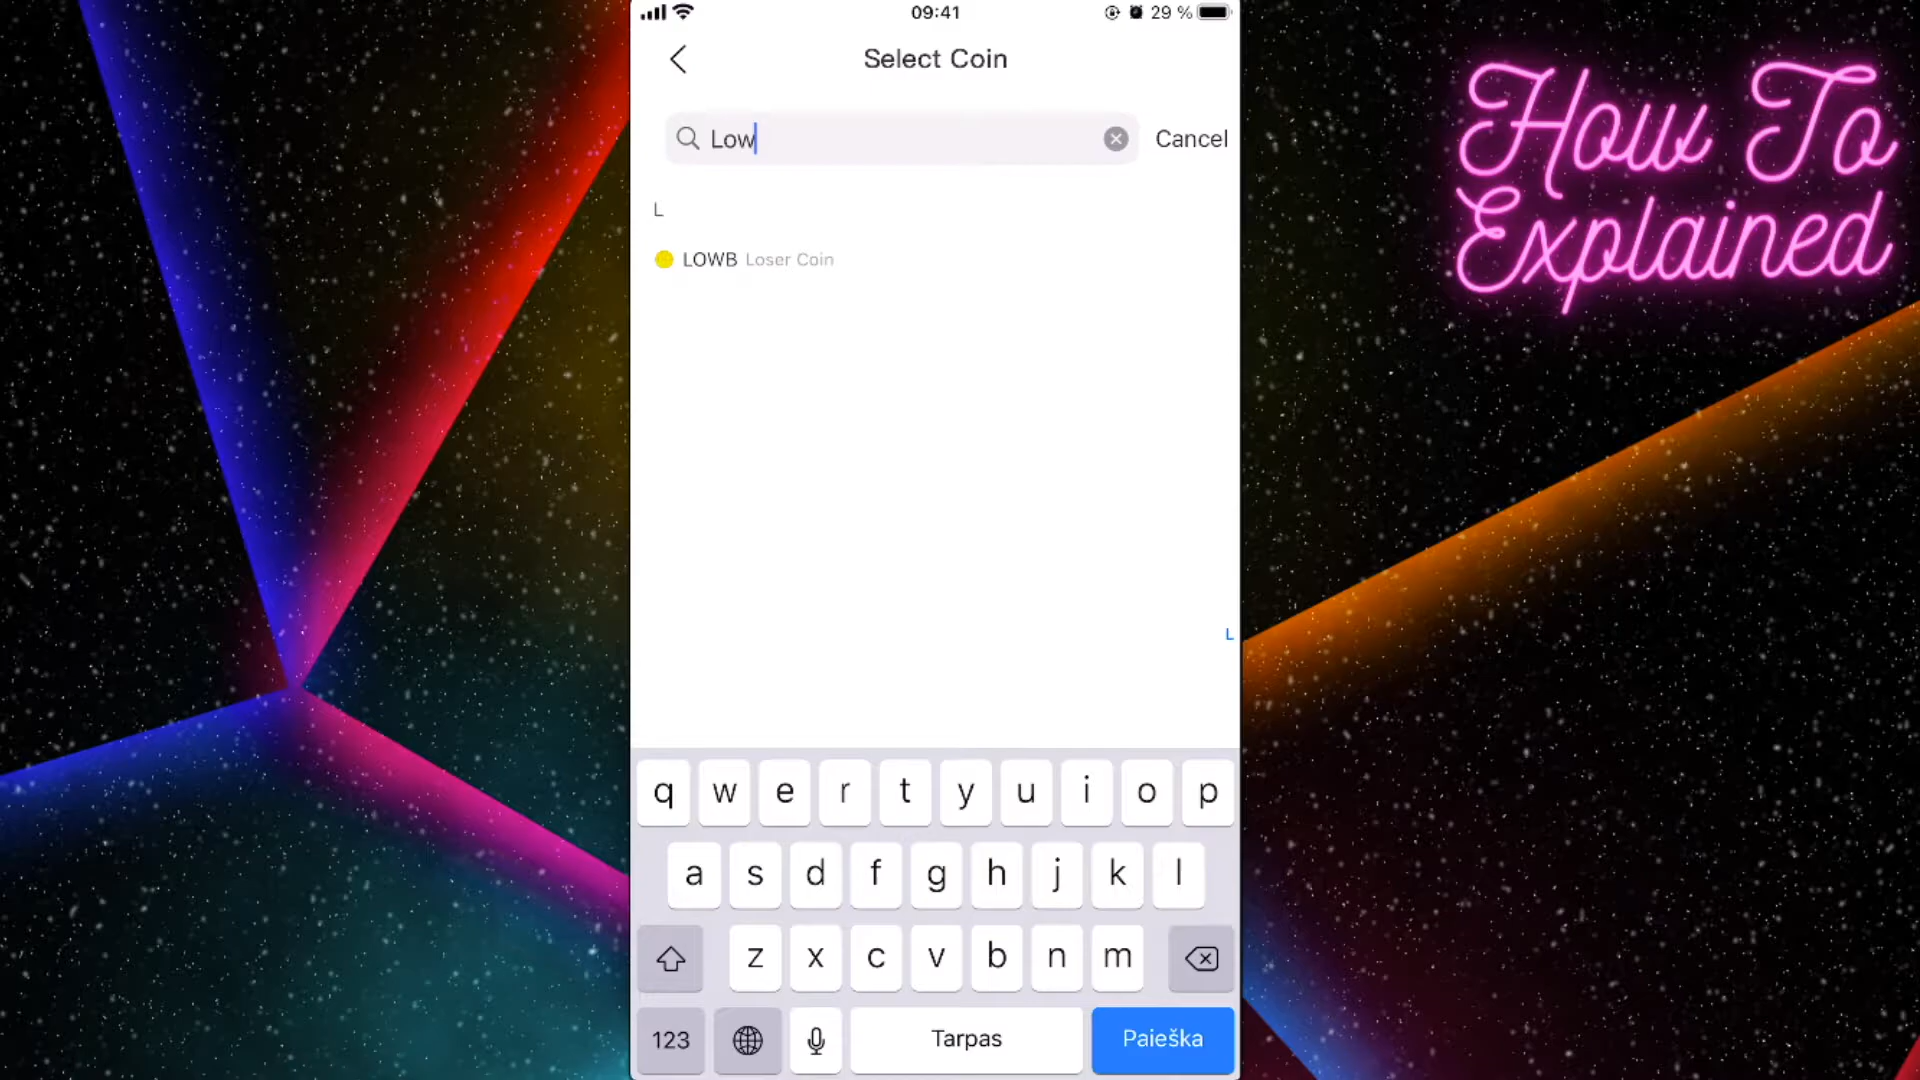 09:41
29 %
Select Coin
Low
Cancel
L
LOWB Loser Coin
L
q w e r t y u i o p
a s d f g h j k l
z x c v b n m
123
Tarpas
Paieška
How To
Explained